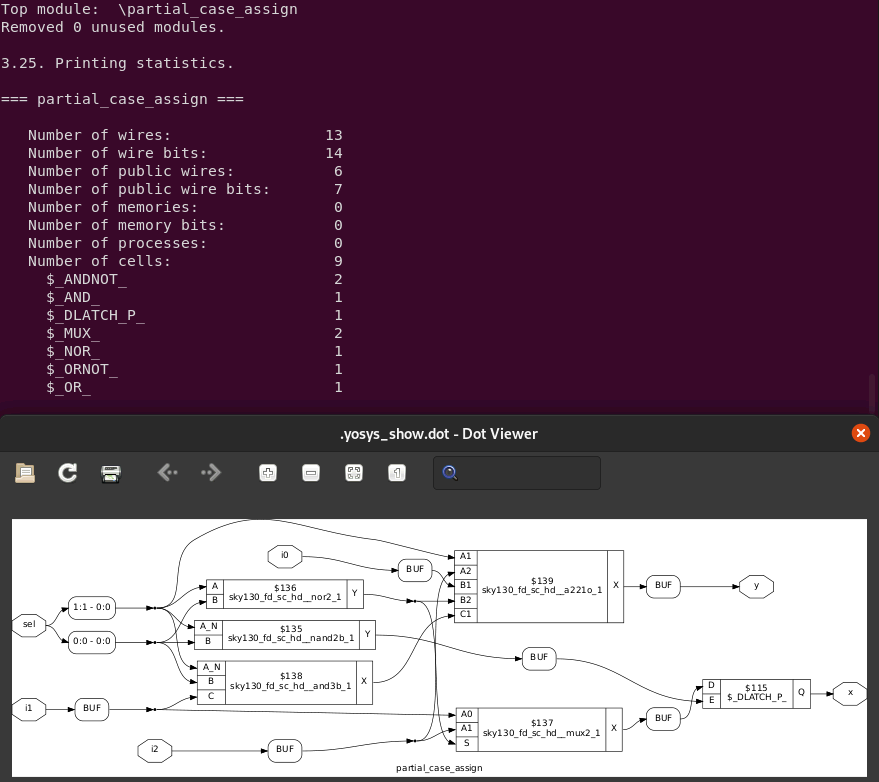 Top module:  \partial_case_assign
Removed 0 unused modules.
3.25. Printing statistics.
=== partial_case_assign ===
Number of wires: 13
Number of wire bits: 14
Number of public wires: 6
Number of public wire bits: 7
Number of memories: 0
Number of memory bits: 0
Number of processes: 0
Number of cells: 9
$_ANDNOT_ 2
$_AND_ 1
$_DLATCH_P_ 1
$_MUX_ 2
$_NOR_ 1
$_ORNOT_ 1
$_OR_ 1
.yosys_show.dot - Dot Viewer
1
sel
1:1 - 0:0
0:0 - 0:0
i0
BUF
A
B
$136
sky130_fd_sc_hd__nor2_1
Y
A_N
B
$135
sky130_fd_sc_hd__nand2b_1
Y
A_N
B
C
$138
sky130_fd_sc_hd__and3b_1
X
i1
BUF
i2
BUF
A1
A2
B1
B2
C1
$139
sky130_fd_sc_hd__a221o_1
X
BUF
y
BUF
A0
A1
S
$137
sky130_fd_sc_hd__mux2_1
X
BUF
D
E
$115
$_DLATCH_P_
Q
x
partial_case_assign